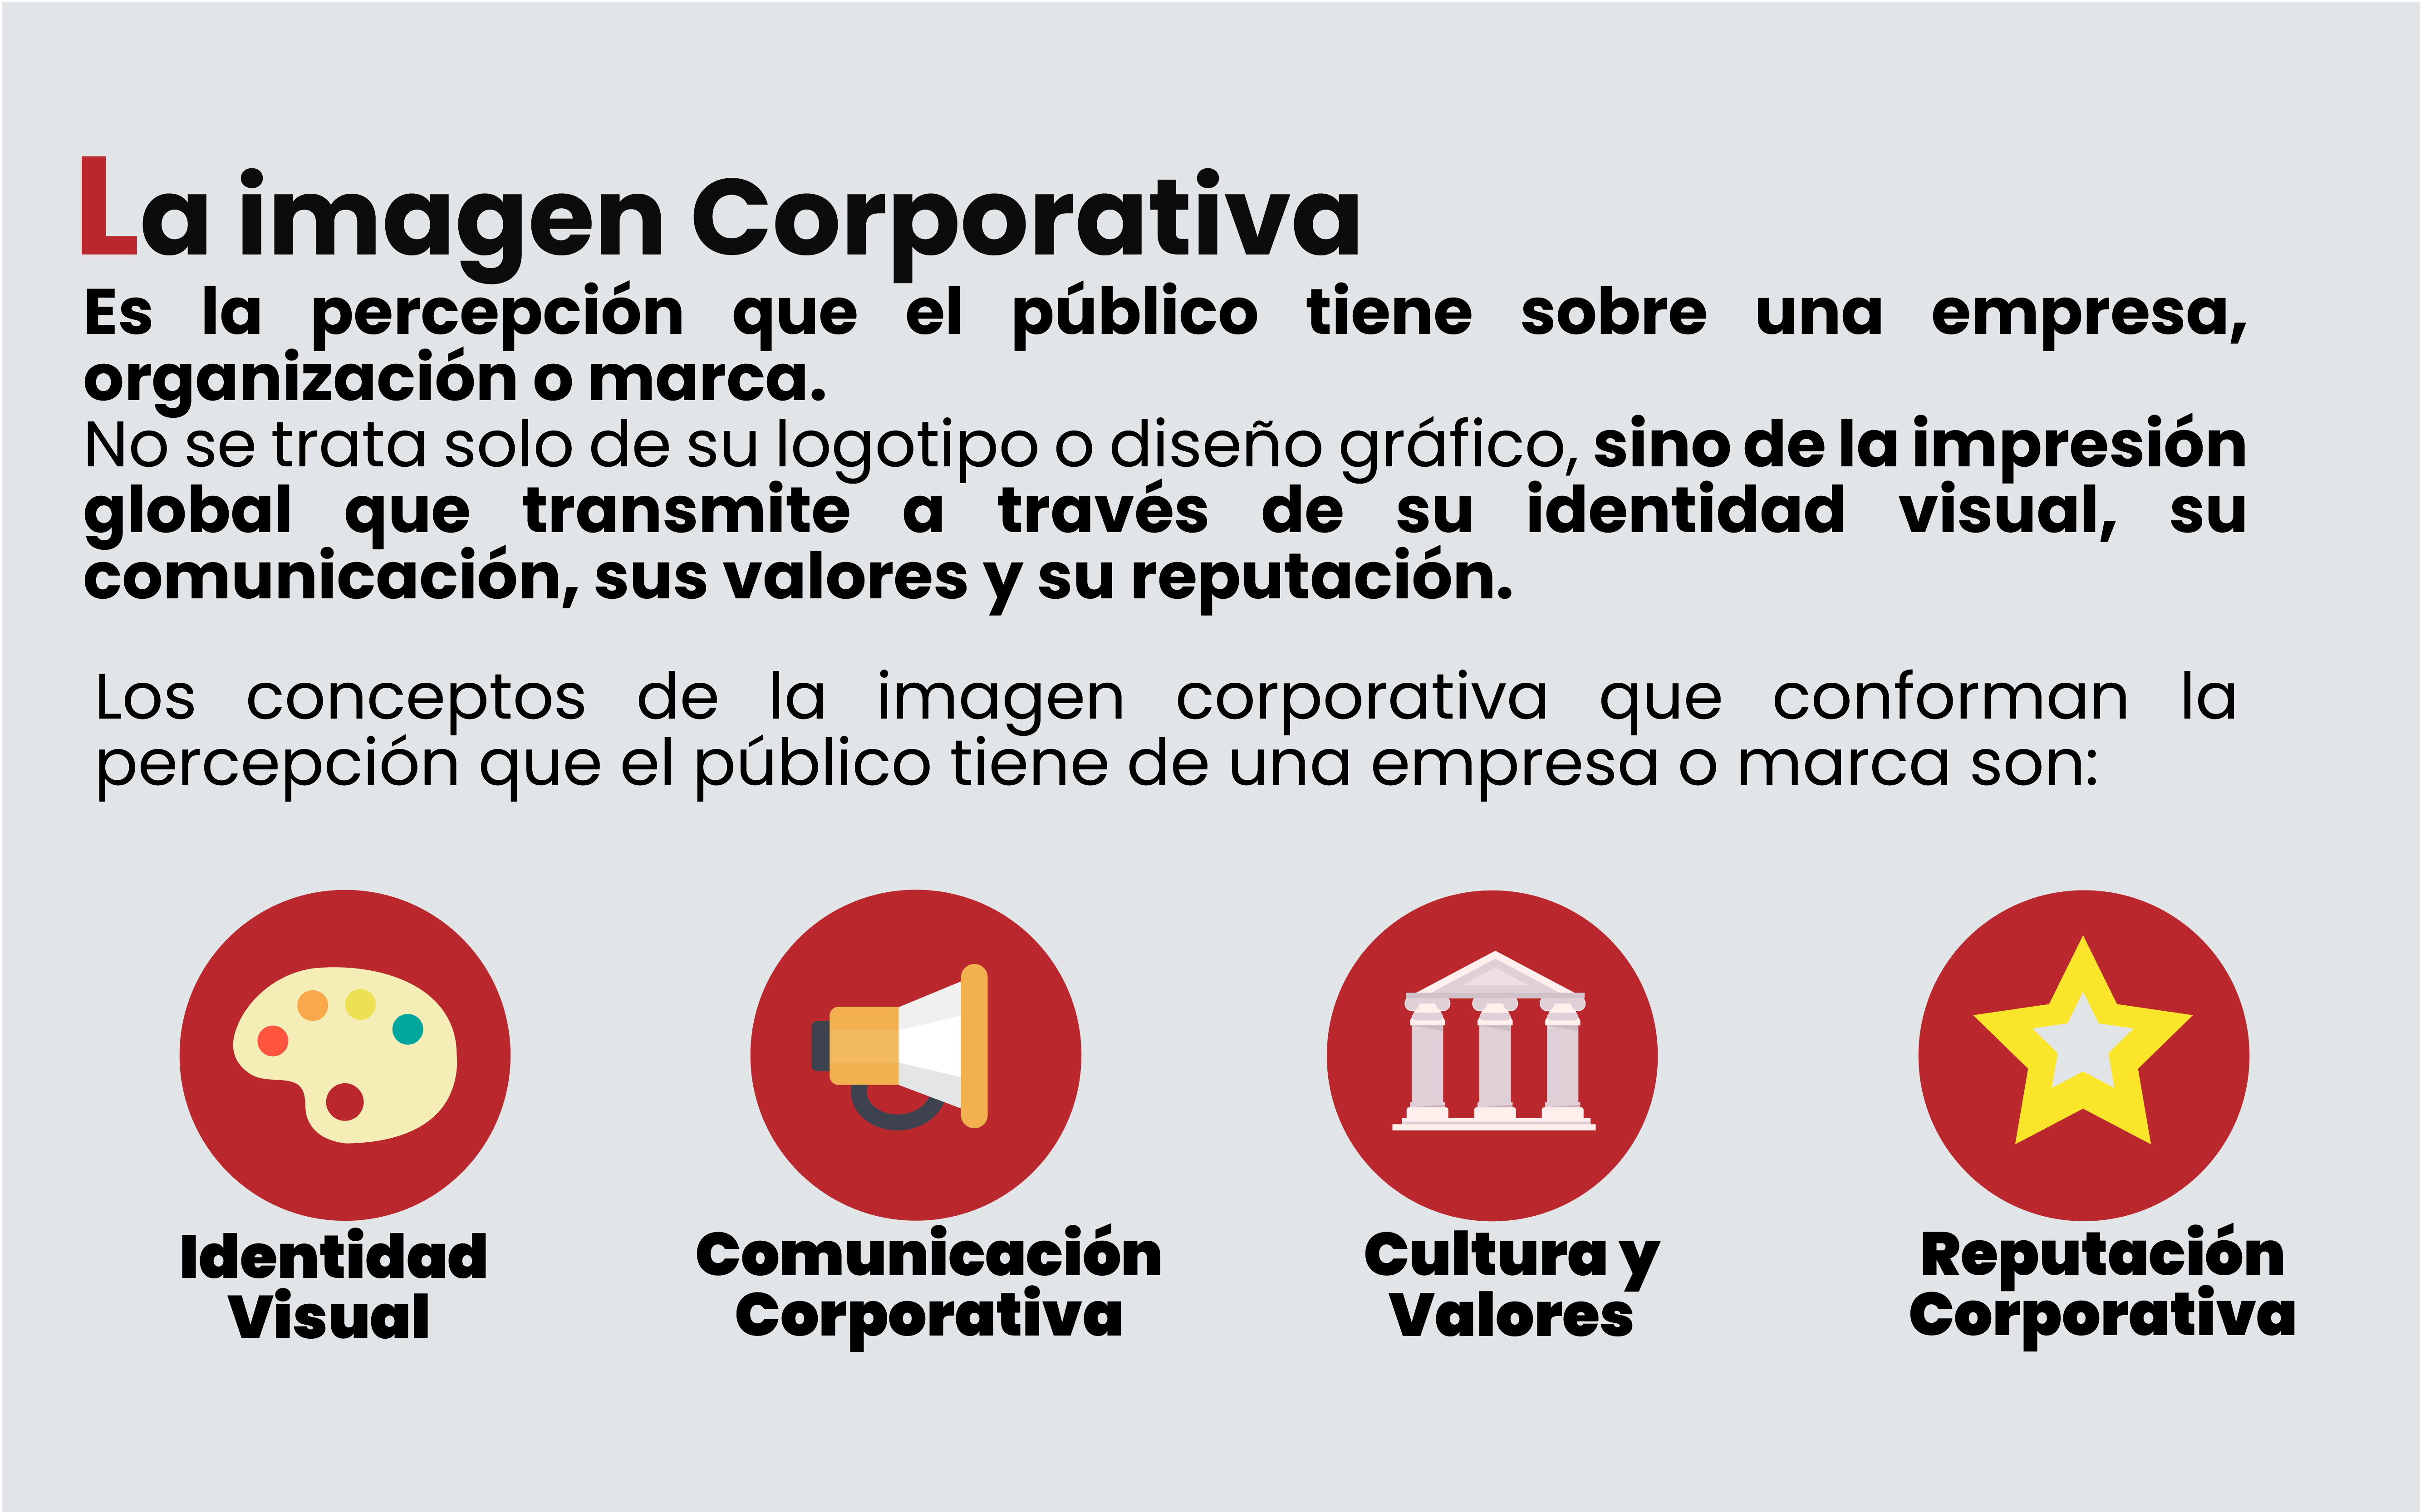 La imagen Corporativa
Es la percepción que el público tiene sobre una empresa,
organización o marca.
No se trata solo de su logotipo o diseño gráfico, sino de la impresión
global que transmite a través de su identidad visual, su
comunicación, sus valores y su reputación.
Los conceptos de la imagen corporativa que conforman la
percepción que el público tiene de una empresa o marca son:
Identidad
Visual
Comunicación
Corporativa
Cultura y
Valores
Reputación
Corporativa